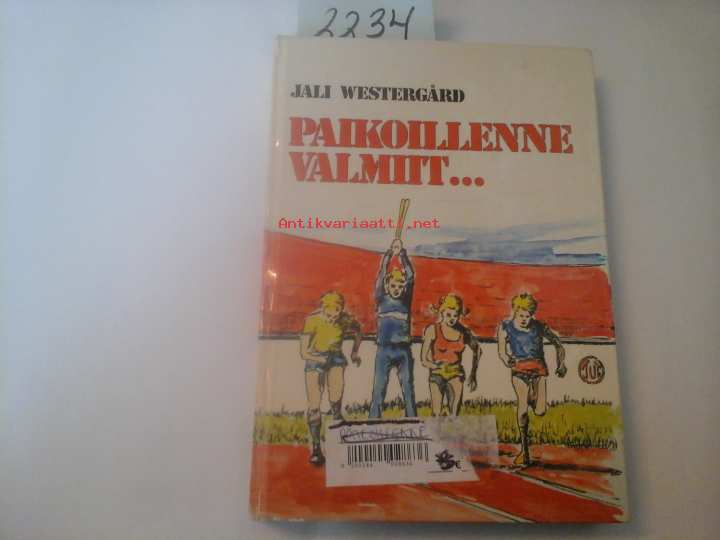 2234
JALI WESTERGÅRD
PAIKOILLENNE
VALMIIT...
Antikvariaatti.net